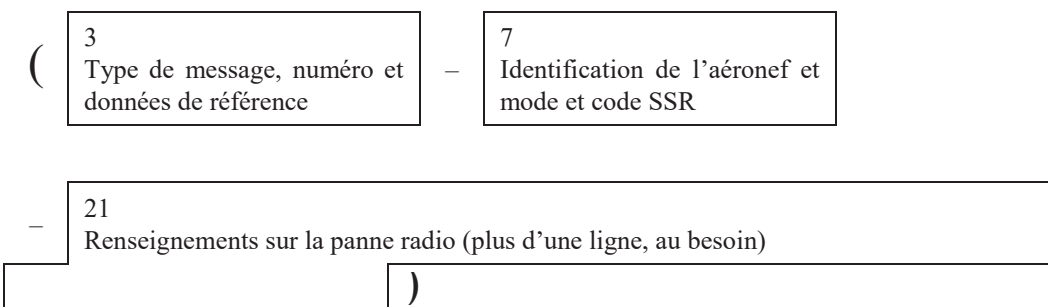 ( 3 7
Type de message, numéro et – Identification de l’aéronef et
données de référence mode et code SSR
– 21
Renseignements sur la panne radio (plus d’une ligne, au besoin)
)